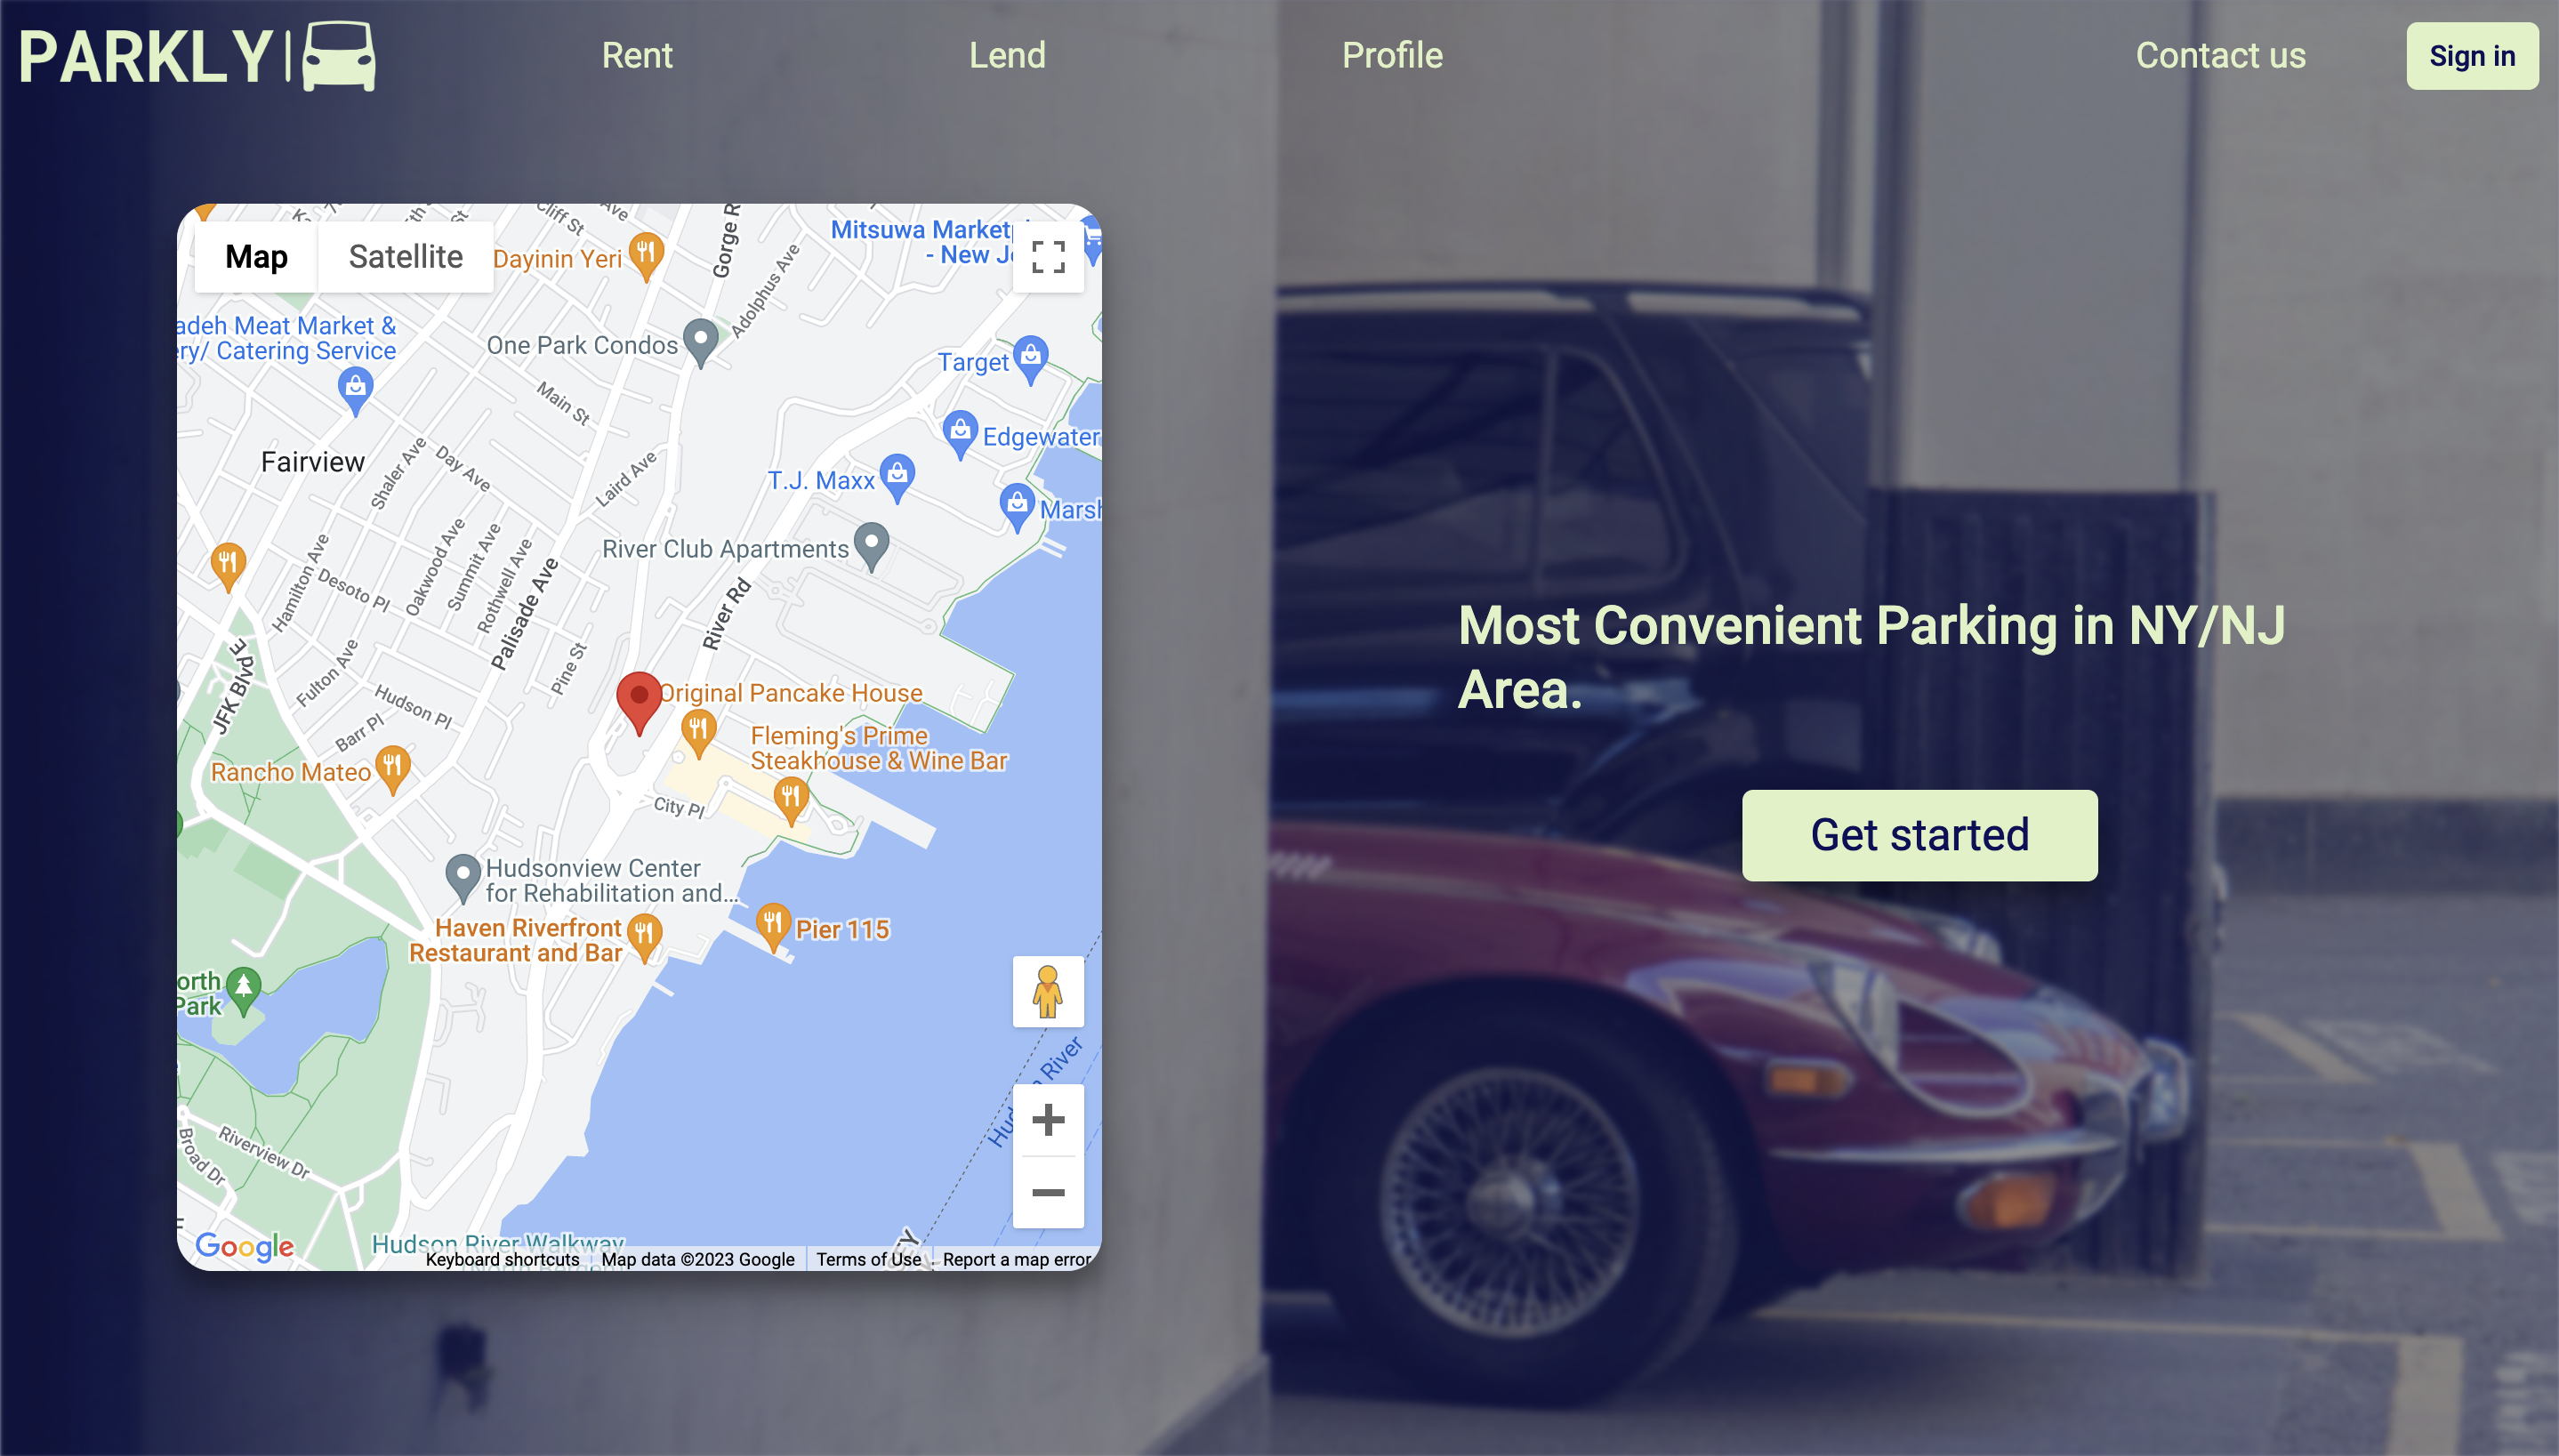 PARKLY
Rent
Lend
Profile
Contact us
Sign in
Map
Satellite
Dayinin Yeri
Cliff St
Ave
Adolphus Ave
Mitsuwa
- New
adeh Meat Market &
ery/ Catering Service
One Park Condos
Target
Main St
Edgewater
Fairview
Shaler Ave
Day Ave
Laird Ave
T.J. Maxx
River Club Apartments
Hamilton Ave
Desoto Pl
Oakwood Ave
Summit Ave
Rothwell Ave
Palisade Ave
River Rd
Pine St
JFK Blvd E
Fulton Ave
Hudson Pl
Barr Pl
Original Pancake House
Fleming's Prime
Steakhouse & Wine Bar
Rancho Mateo
City Pl
Hudsonview Center
for Rehabilitation and...
Haven Riverfront
Restaurant and Bar
Pier 115
orth
Park
River
Broad Dr
Riverview Dr
Google
Hudson River Walkway
Keyboard shortcuts
Map data ©2023 Google
Terms of Use
Report a map error
Most Convenient Parking in NY/NJ
Area.
Get started